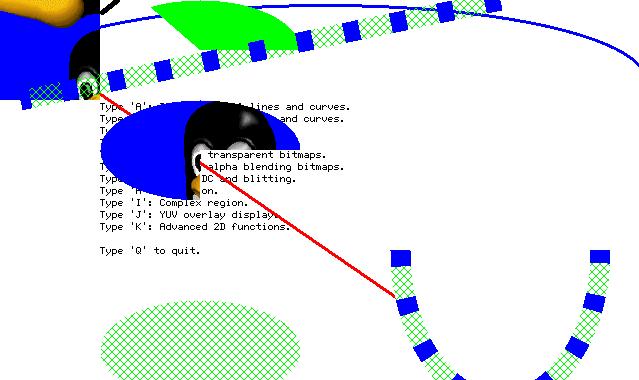 Type 'A': lines and curves.
Type and curves.
transparent bitmaps.
alpha blending bitmaps.
DC and blitting.
on.
Type 'I': Complex region.
Type 'J': YUV overlay display.
Type 'K': Advanced 2D functions.
Type 'Q' to quit.